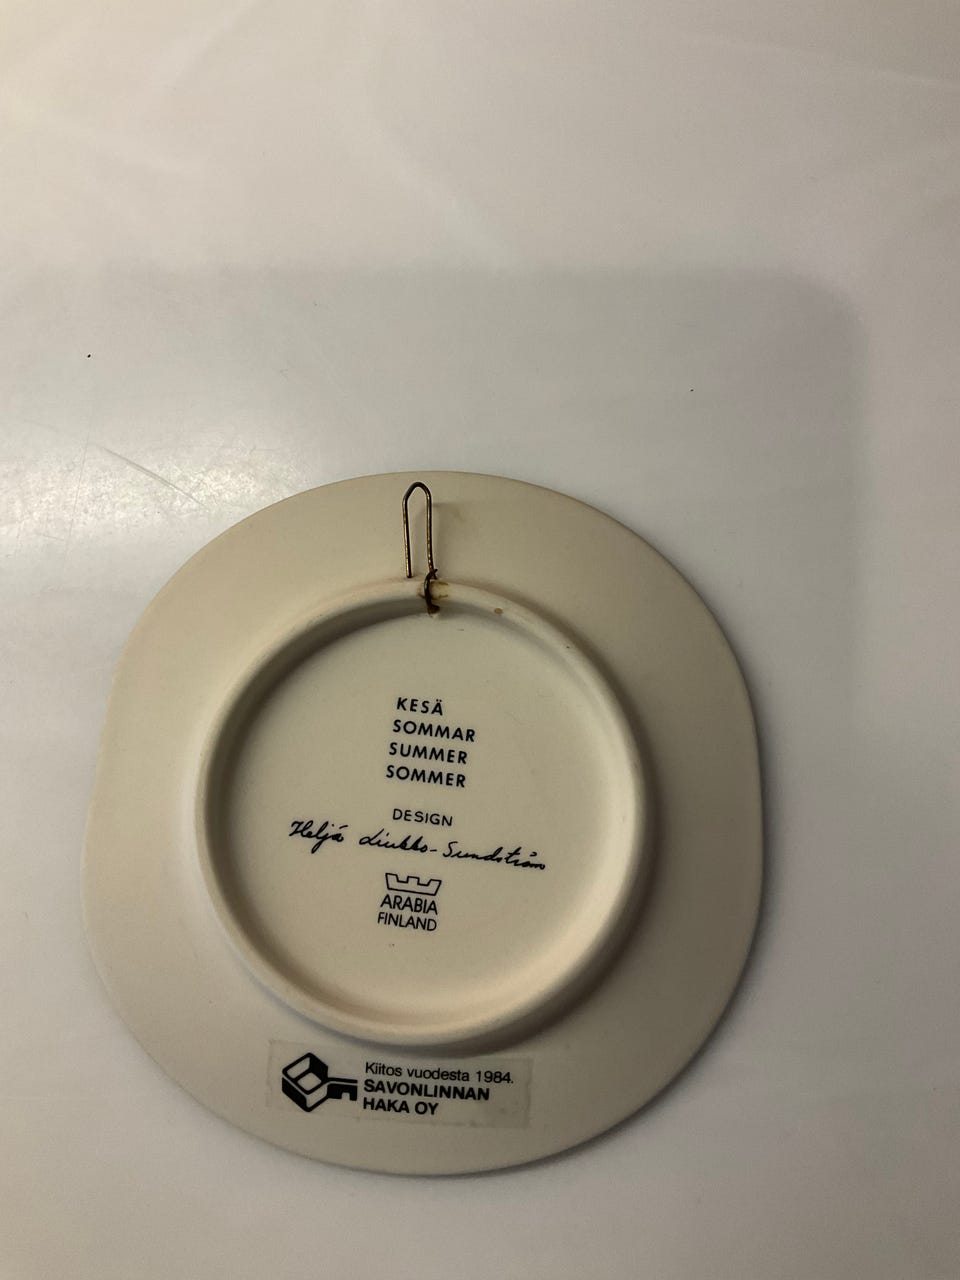 KESÄ
SOMMAR
SUMMER
SOMMER
DESIGN
Heljä Liukko-Sundström
ARABIA
FINLAND
Kiitos vuodesta 1984.
SAVONLINNAN
HAKA OY